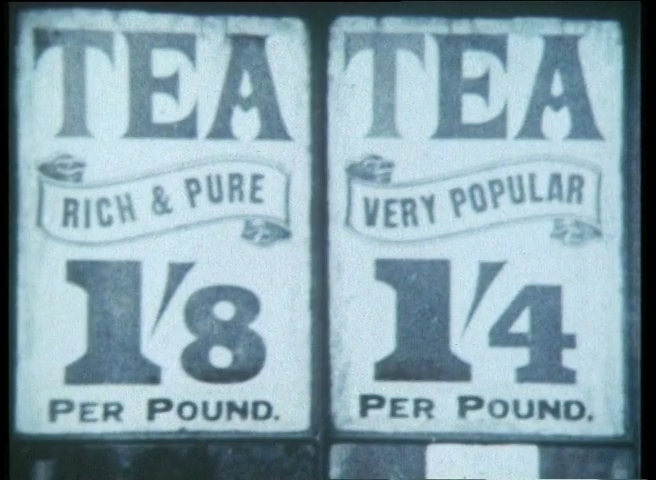 TEA
RICH & PURE
1/8
PER POUND.
TEA
VERY POPULAR
1/4
PER POUND.